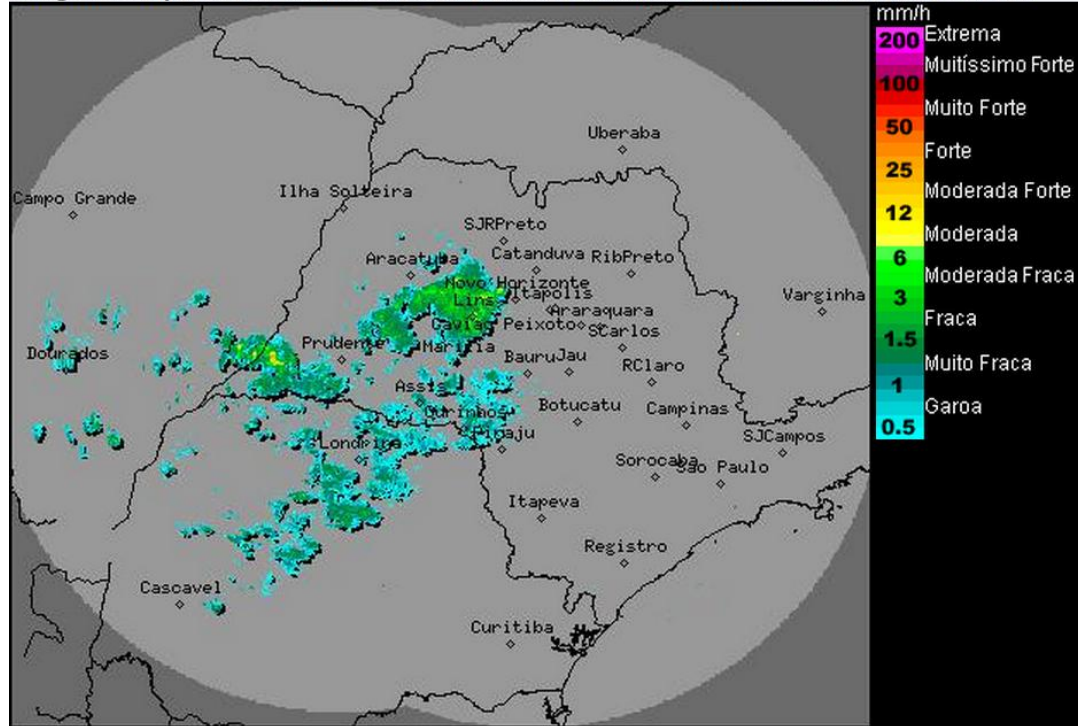 mm/h
200 Extrema
Muitíssimo Forte
100
Muito Forte
50
Forte
25
Moderada Forte
12
Moderada
6
Moderada Fraca
3
Fraca
1.5
Muito Fraca
1
Garoa
0.5
Uberaba
Campo Grande
Ilha Solteira
SJRPreto
Aracatuba
Catanduva
RibPreto
Novo Horizonte
Lins
Itapolis
Varginha
Araraquara
Gaviao Peixoto
SCarlos
Dourados
Prudente
Marilia
Bauru
Jau
RClaro
Assis
Ourinhos
Botucatu
Campinas
Piraju
Londrina
SJCampos
Sorocaba
Sao Paulo
Itapeva
Registro
Cascavel
Curitiba